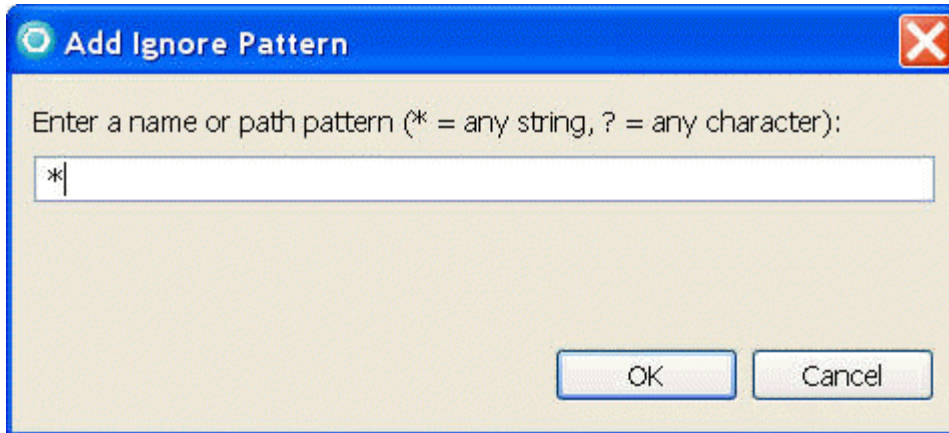 Add Ignore Pattern
Enter a name or path pattern (* = any string, ? = any character):
*
OK Cancel